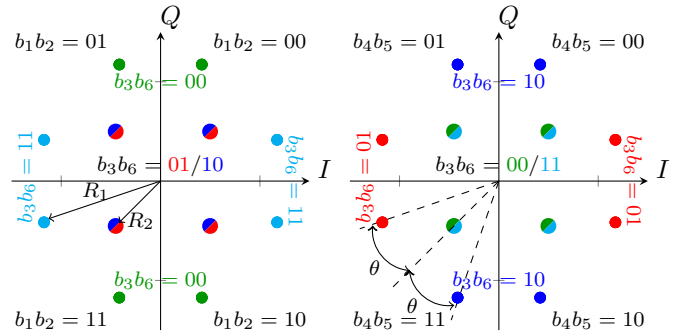 Q
b₁b₂ = 01
b₁b₂ = 00
b₃b₆ = 00
b₃b₆ = 11
b₃b₆ = 01/10
b₃b₆ = 11
I
R₁
R₂
b₃b₆ = 00
b₁b₂ = 11
b₁b₂ = 10
Q
b₄b₅ = 01
b₄b₅ = 00
b₃b₆ = 10
b₃b₆ = 01
b₃b₆ = 00/11
b₃b₆ = 01
I
θ
θ
b₃b₆ = 10
b₄b₅ = 11
b₄b₅ = 10